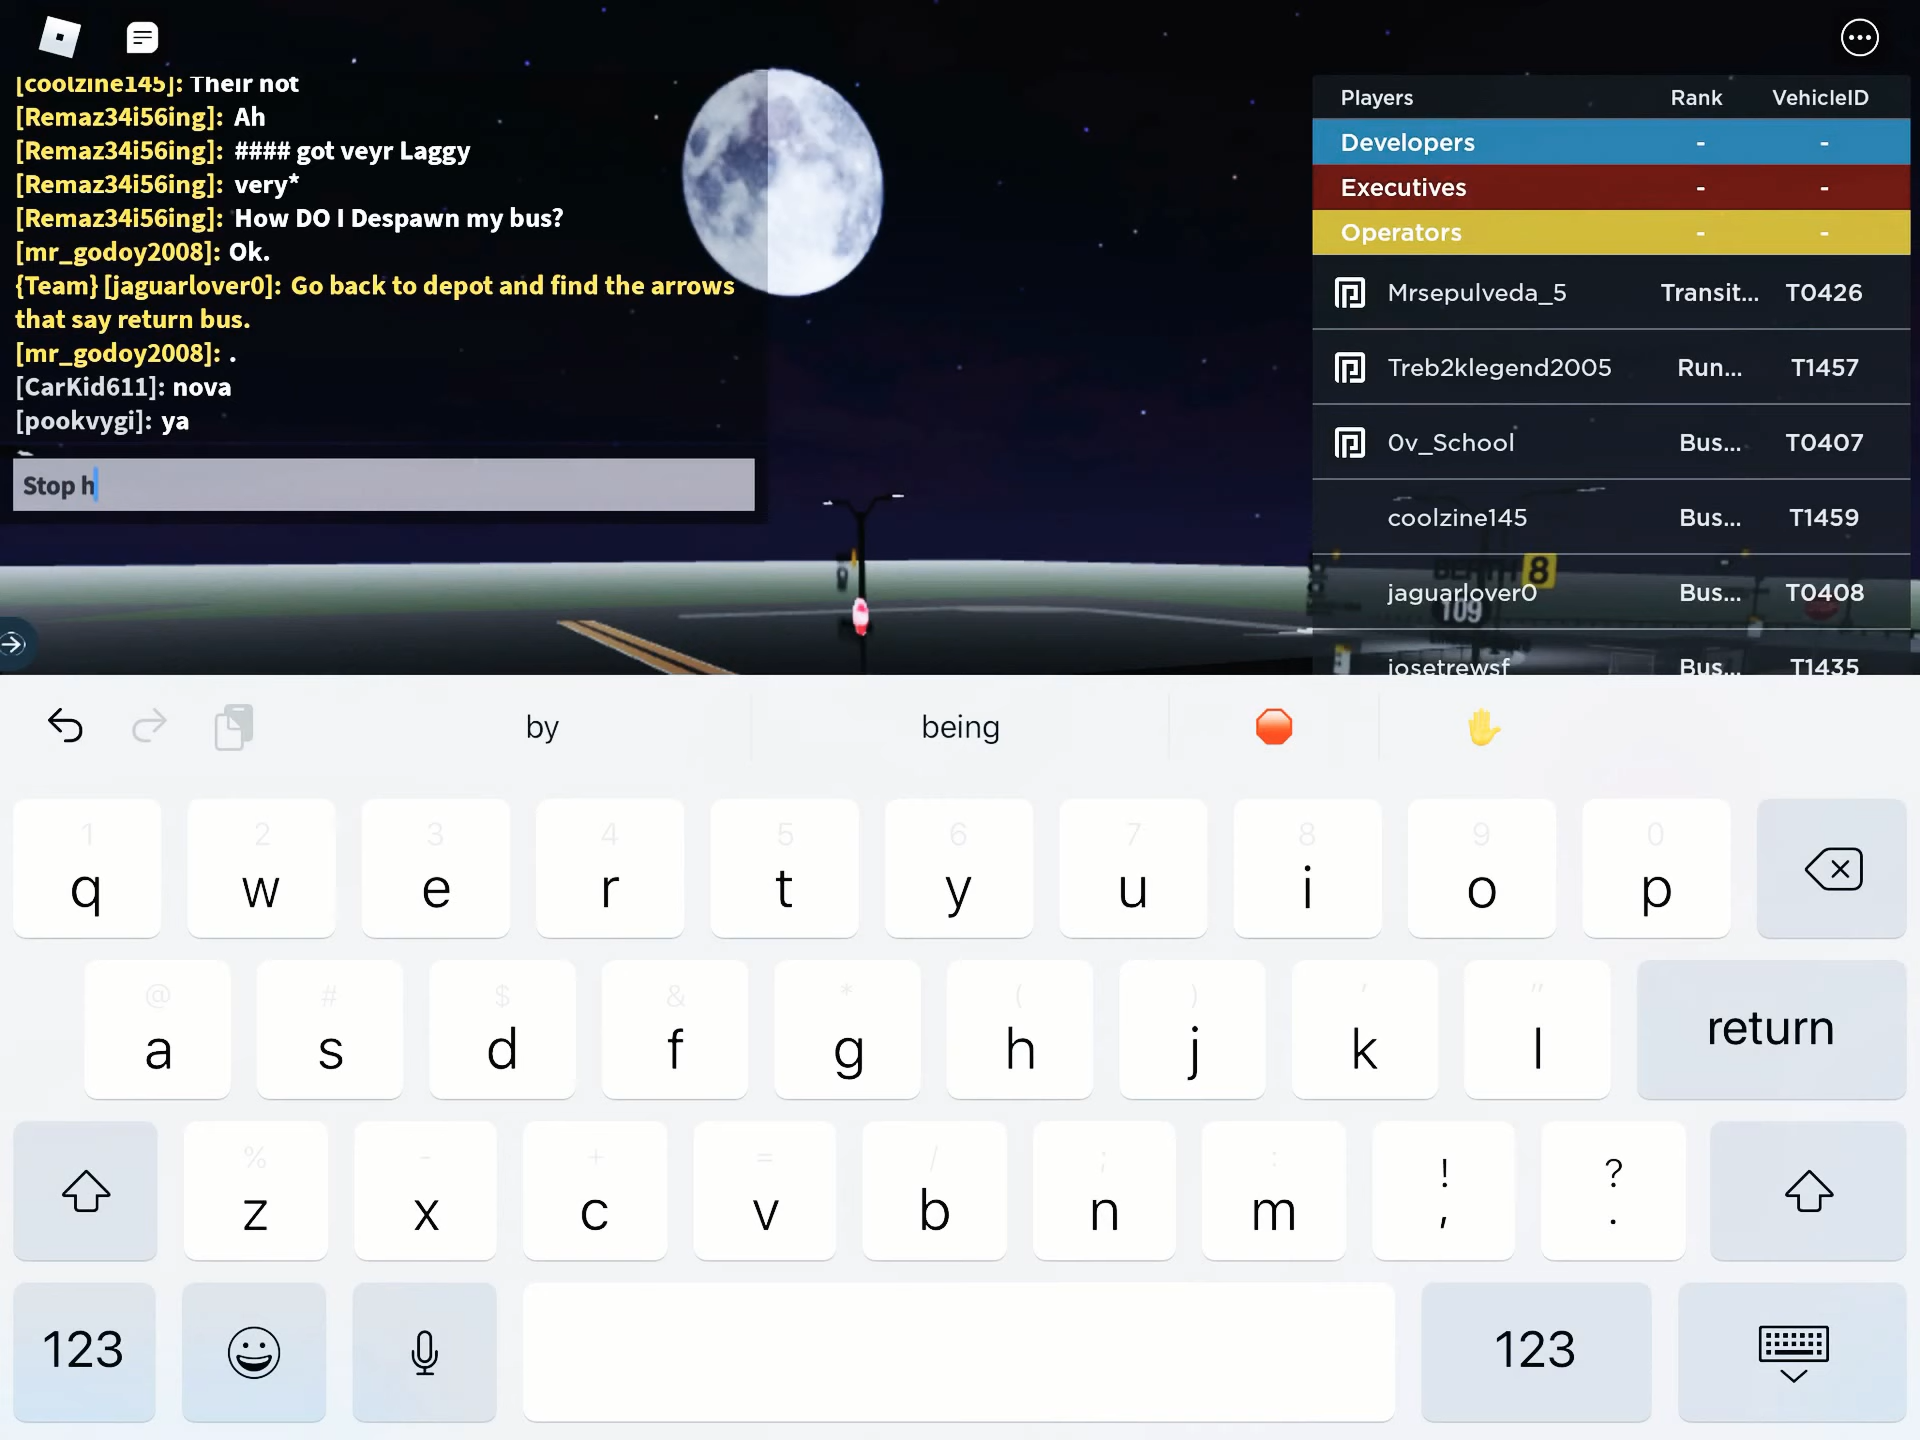 [coolzine145]: Their not
[Remaz34i56ing]: Ah
[Remaz34i56ing]: #### got veyr Laggy
[Remaz34i56ing]: very*
[Remaz34i56ing]: How DO I Despawn my bus?
[mr_godoy2008]: Ok.
{Team} [jaguarlover0]: Go back to depot and find the arrows
that say return bus.
[mr_godoy2008]: .
[CarKid611]: nova
[pookvygi]: ya
Stop h
Players Rank VehicleID
Developers - -
Executives - -
Operators - -
Mrsepulveda_5 Transit... T0426
Treb2klegend2005 Run... T1457
0v_School Bus... T0407
coolzine145 Bus... T1459
BERTH 8
jaguarlover0 Bus... T0408
109
josetrewsf Bus... T1435
by being
1 2 3 4 5 6 7 8 9 0
q w e r t y u i o p
@ # $ & * ( ) ' "
a s d f g h j k l return
% - + = / ; : ! ?
z x c v b n m , .
123 123